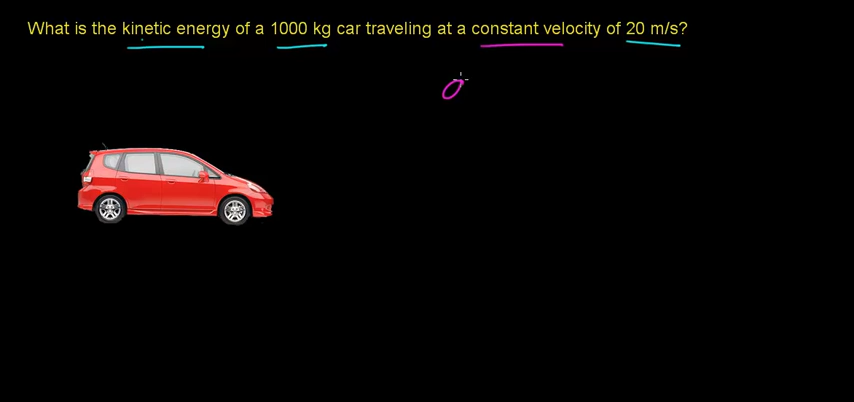 What is the kinetic energy of a 1000 kg car traveling at a constant velocity of 20 m/s?